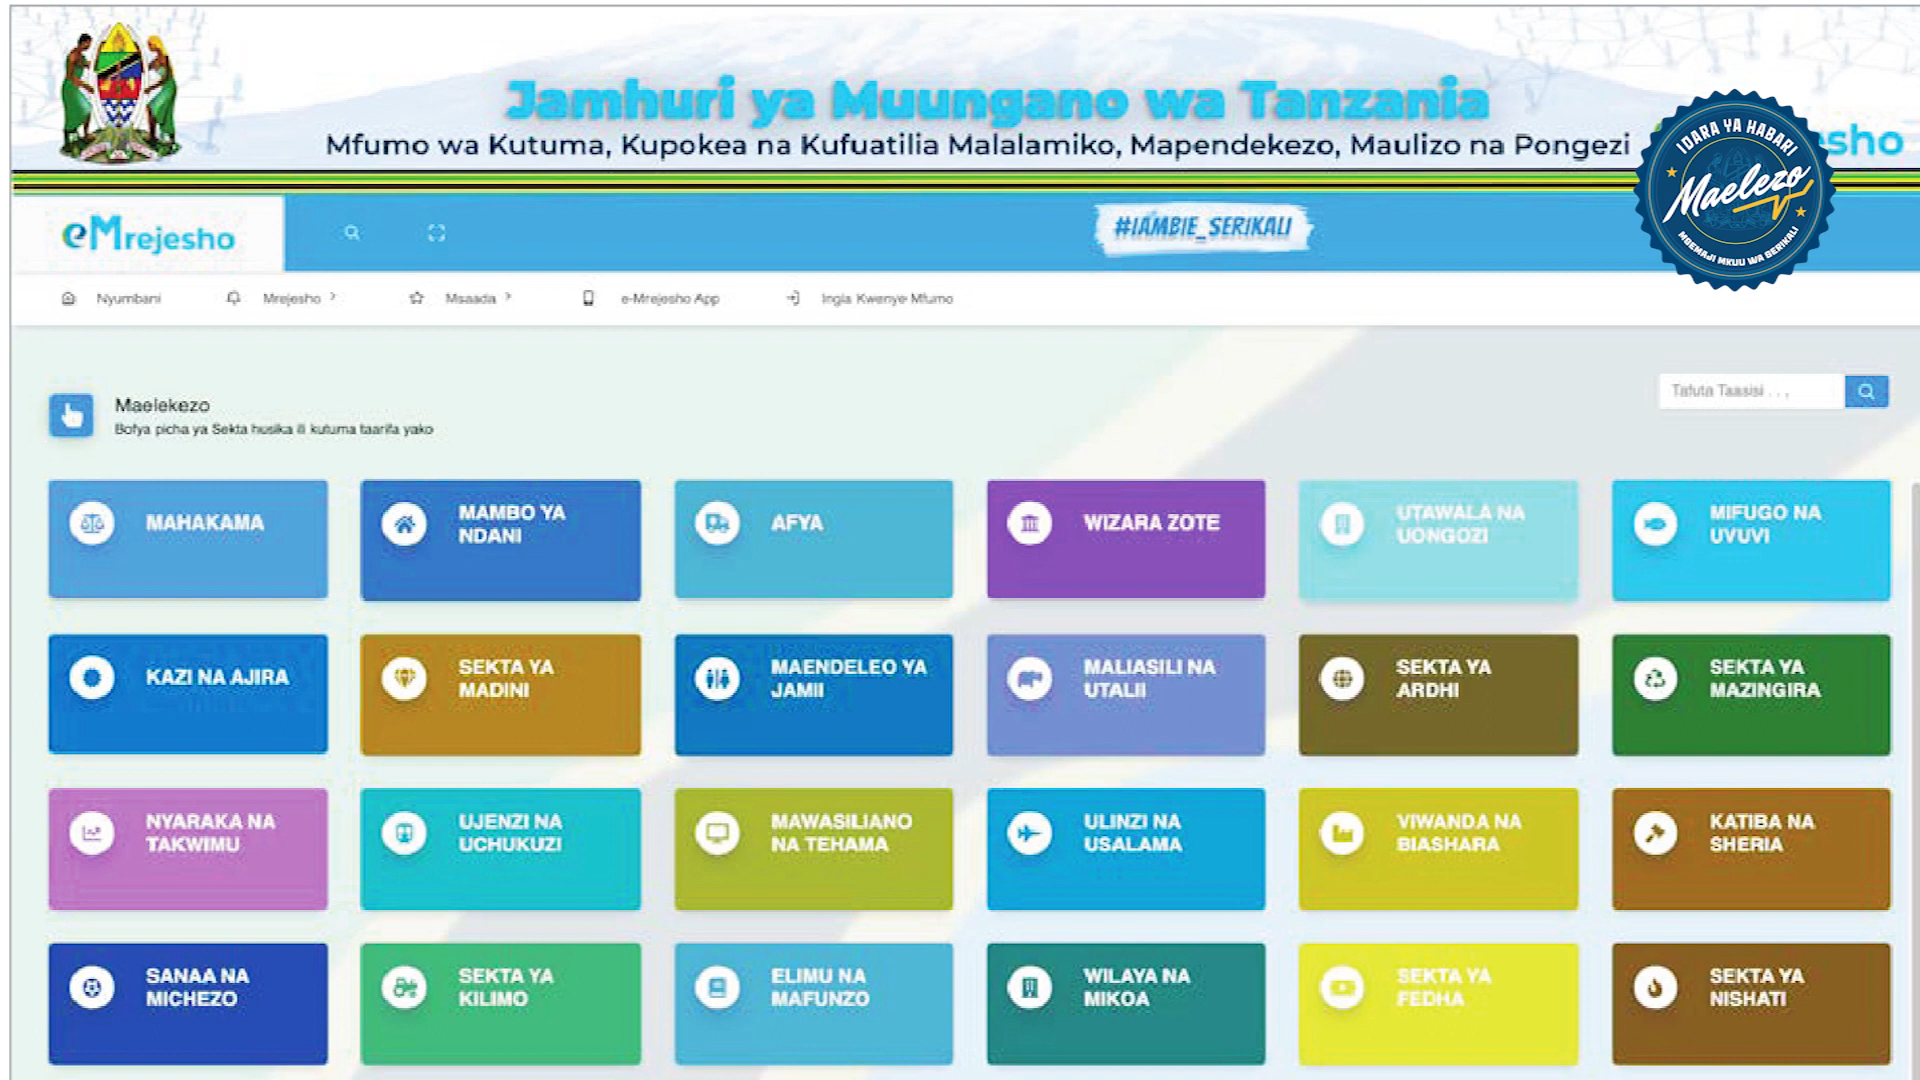 Jamhuri ya Muungano wa Tanzania
Mfumo wa Kutuma, Kupokea na Kufuatilia Malalamiko, Mapendekezo, Maulizo na Pongezi
esho
IDARA YA HABARI
Maelezo
MSEMAJI MKUU WA SERIKALI
eMrejesho
#IAMBIE_SERIKALI
Nyumbani
Mrejesho
Msaada
e-Mrejesho App
Ingia Kwenye Mfumo
Maelekezo
Bofya picha ya Sekta husika ili kutuma taarifa yako
Tafuta Taasisi . . .
MAHAKAMA
MAMBO YA
NDANI
AFYA
WIZARA ZOTE
UTAWALA NA
UONGOZI
MIFUGO NA
UVUVI
KAZI NA AJIRA
SEKTA YA
MADINI
MAENDELEO YA
JAMII
MALIASILI NA
UTALII
SEKTA YA
ARDHI
SEKTA YA
MAZINGIRA
NYARAKA NA
TAKWIMU
UJENZI NA
UCHUKUZI
MAWASILIANO
NA TEHAMA
ULINZI NA
USALAMA
VIWANDA NA
BIASHARA
KATIBA NA
SHERIA
SANAA NA
MICHEZO
SEKTA YA
KILIMO
ELIMU NA
MAFUNZO
WILAYA NA
MIKOA
SEKTA YA
FEDHA
SEKTA YA
NISHATI